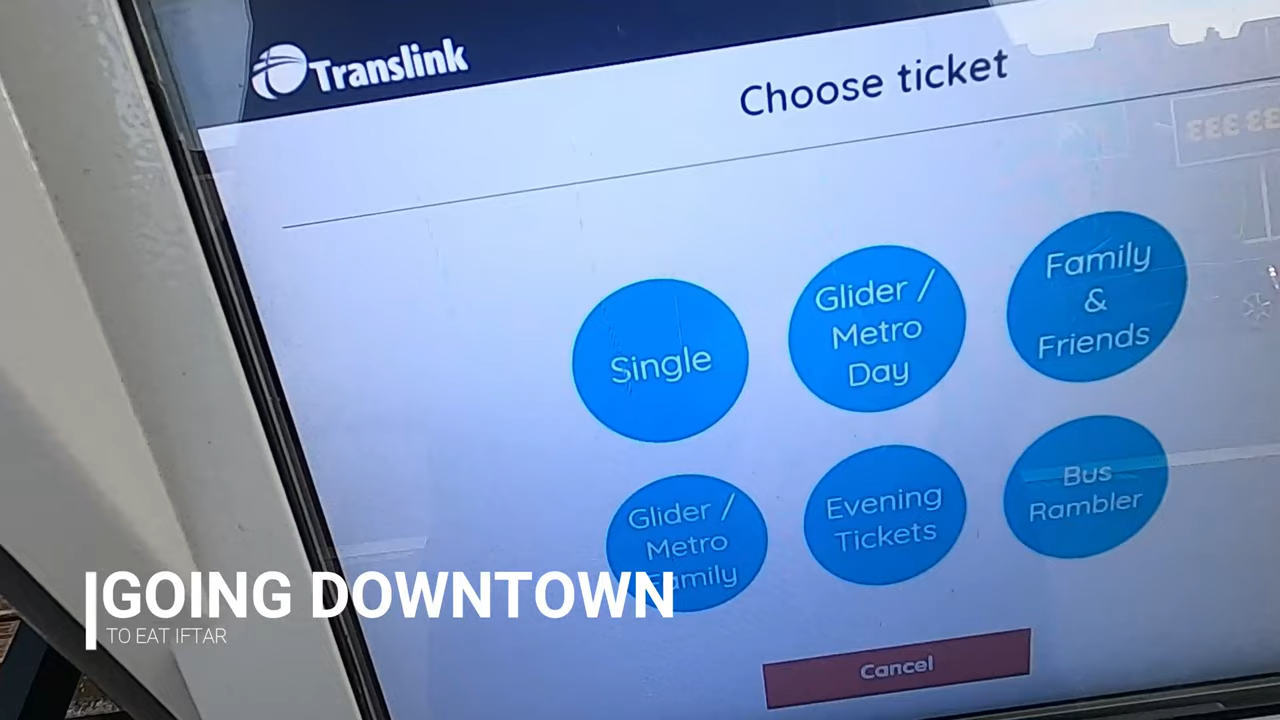 Translink
Choose ticket
Single
Glider /
Metro
Day
Family
&
Friends
Glider /
Metro
Family
Evening
Tickets
Bus
Rambler
Cancel
GOING DOWNTOWN
TO EAT IFTAR